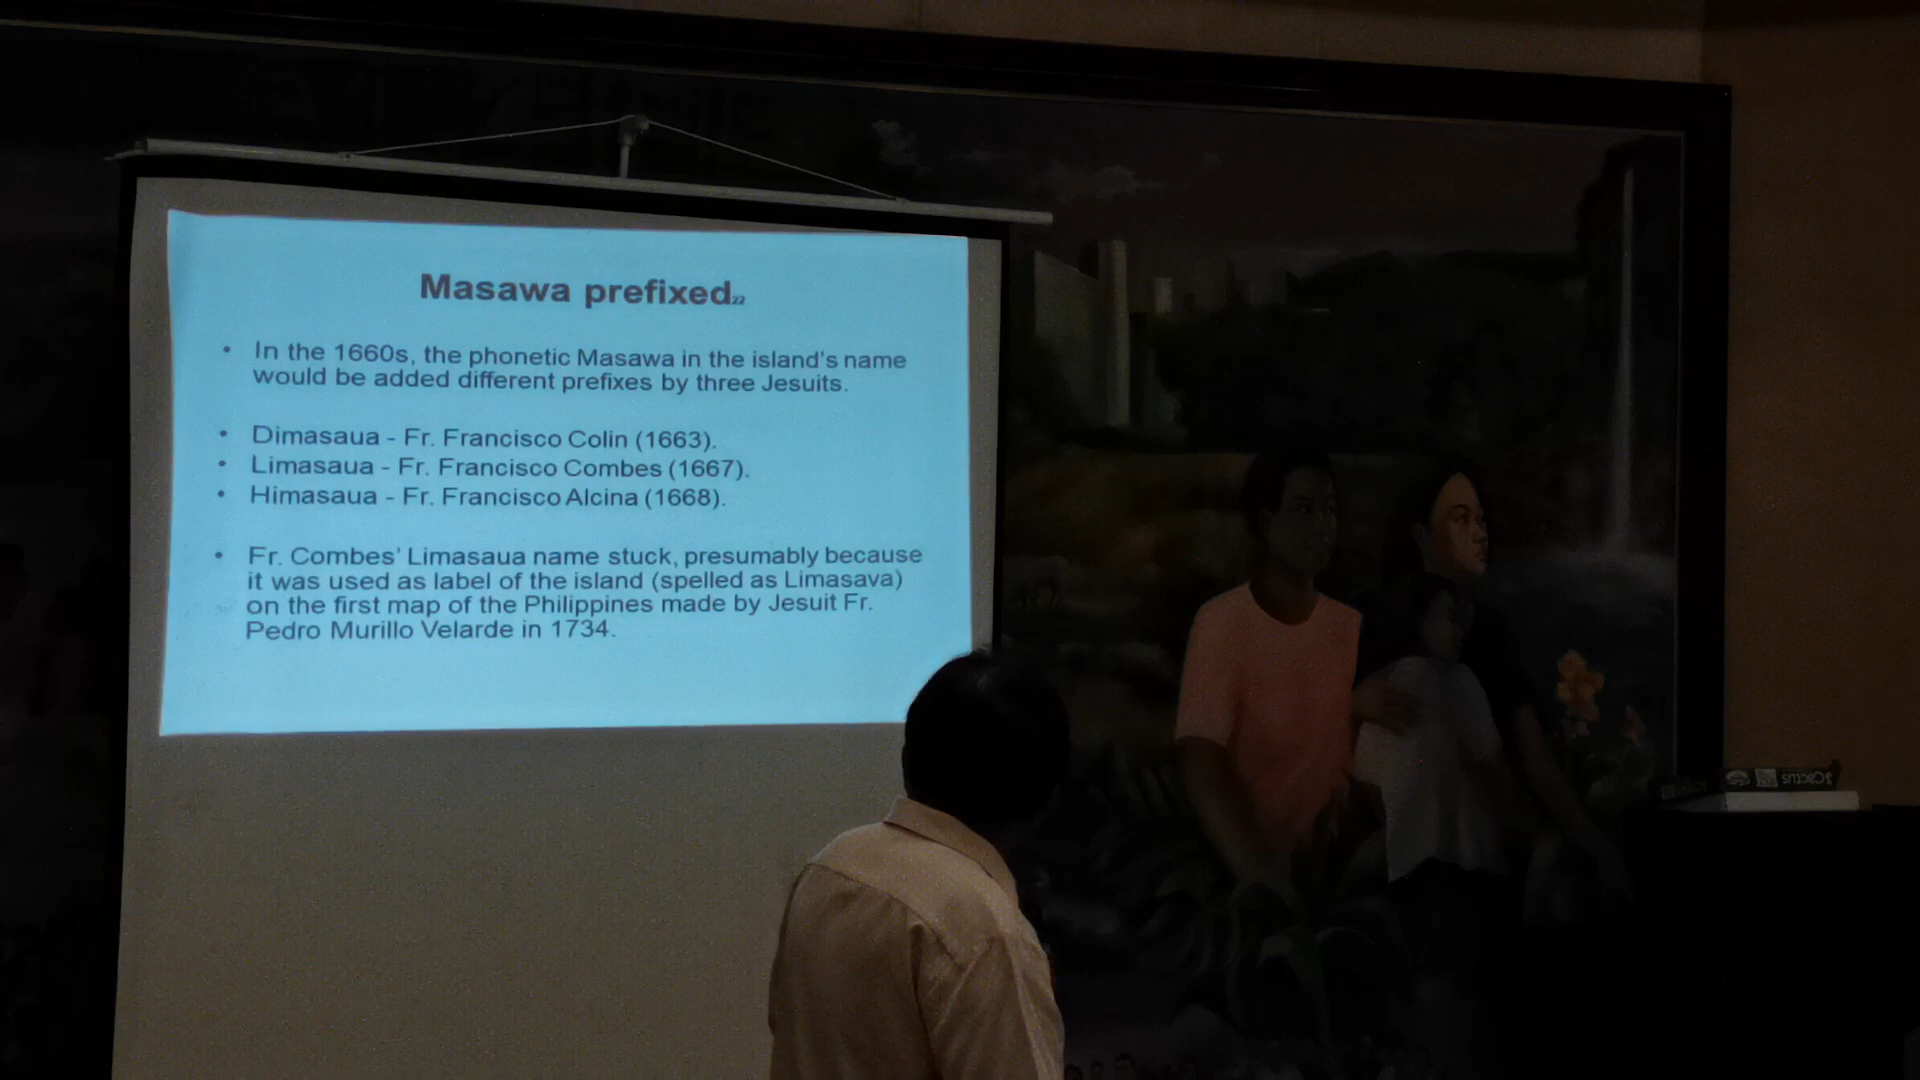 Masawa prefixed22
• In the 1660s, the phonetic Masawa in the island's name
would be added different prefixes by three Jesuits.
• Dimasaua - Fr. Francisco Colin (1663).
• Limasaua - Fr. Francisco Combes (1667).
• Himasaua - Fr. Francisco Alcina (1668).
• Fr. Combes' Limasaua name stuck, presumably because
it was used as label of the island (spelled as Limasava)
on the first map of the Philippines made by Jesuit Fr.
Pedro Murillo Velarde in 1734.
Cactus